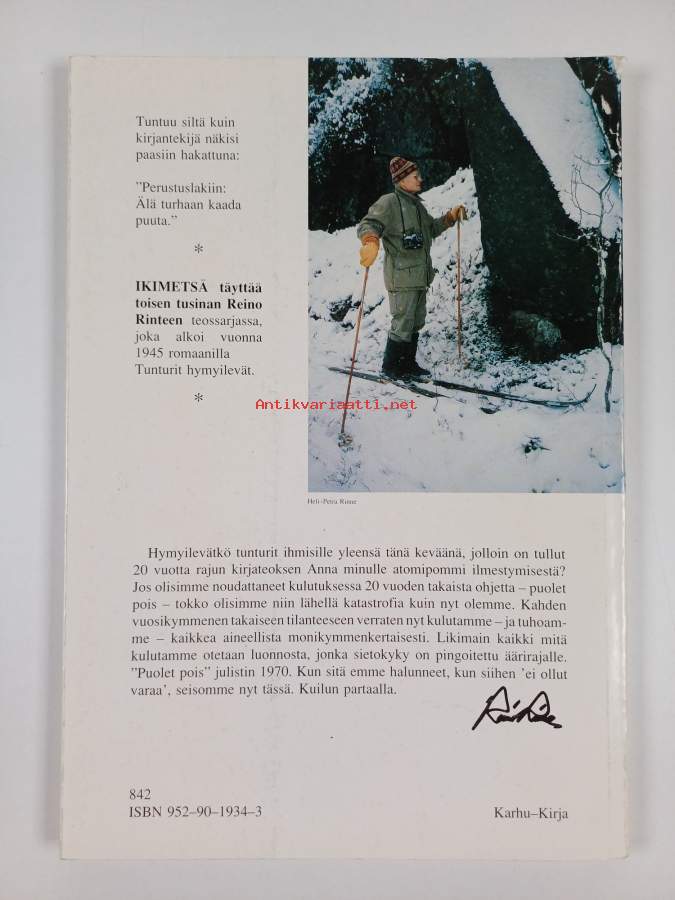 Tuntuu siltä kuin
kirjantekijä näkisi
paasiin hakattuna:
"Perustuslakiin:
Älä turhaan kaada
puuta."
*
IKIMETSÄ täyttää
toisen tusinan Reino
Rinteen teossarjassa,
joka alkoi vuonna
1945 romaanilla
Tunturit hymyilevät.
*
Antikvariaatti.net
Heli-Petra Rinne
Hymyilevätkö tunturit ihmisille yleensä tänä keväänä, jolloin on tullut
20 vuotta rajun kirjateoksen Anna minulle atomipommi ilmestymisestä?
Jos olisimme noudattaneet kulutuksessa 20 vuoden takaista ohjetta – puolet
pois – tokko olisimme niin lähellä katastrofia kuin nyt olemme. Kahden
vuosikymmenen takaiseen tilanteeseen verraten nyt kulutamme – ja tuhoam-
me – kaikkea aineellista monikymmenkertaisesti. Likimain kaikki mitä
kulutamme otetaan luonnosta, jonka sietokyky on pingoitettu äärirajalle.
"Puolet pois" julistin 1970. Kun sitä emme halunneet, kun siihen 'ei ollut
varaa', seisomme nyt tässä. Kuilun partaalla.
842
ISBN 952–90–1934–3
Karhu–Kirja